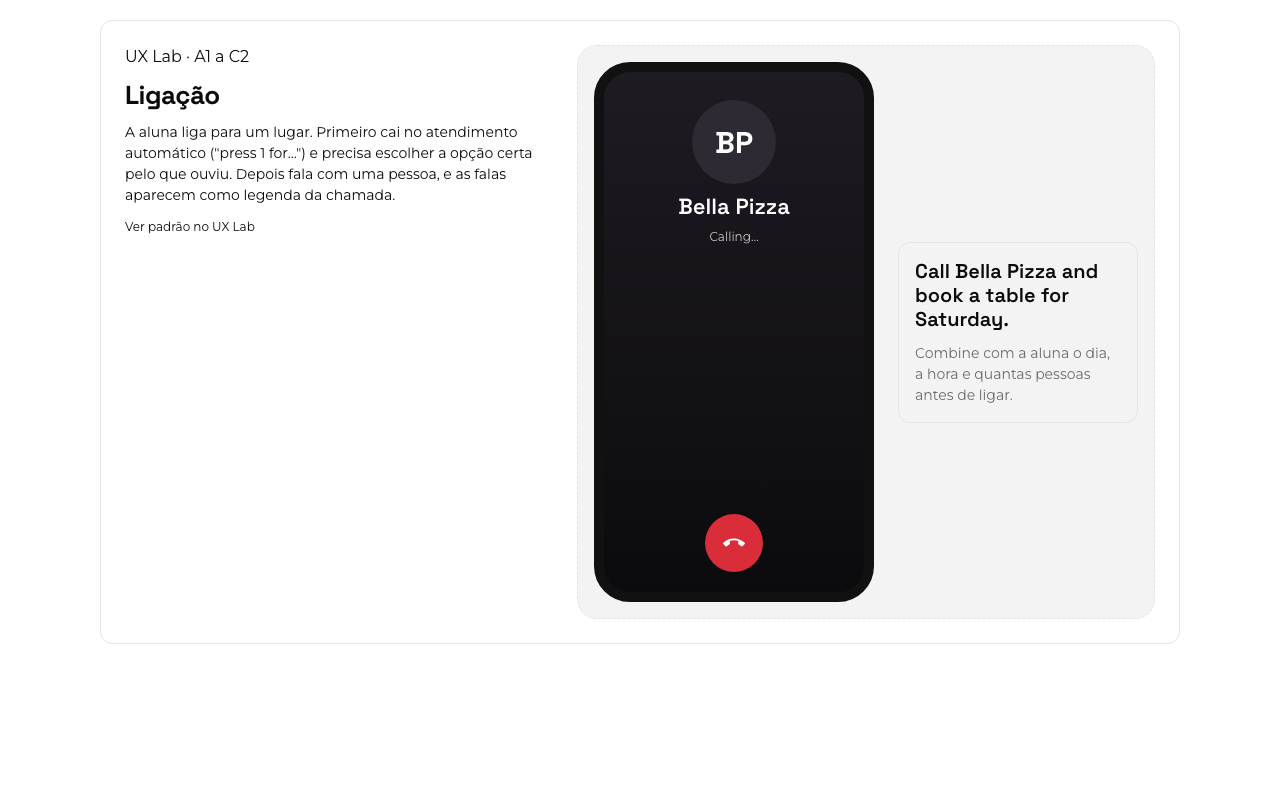 UX Lab · A1 a C2
Ligação
A aluna liga para um lugar. Primeiro cai no atendimento
automático ("press 1 for...") e precisa escolher a opção certa
pelo que ouviu. Depois fala com uma pessoa, e as falas
aparecem como legenda da chamada.
Ver padrão no UX Lab
BP
Bella Pizza
Calling...
Call Bella Pizza and
book a table for
Saturday.
Combine com a aluna o dia,
a hora e quantas pessoas
antes de ligar.